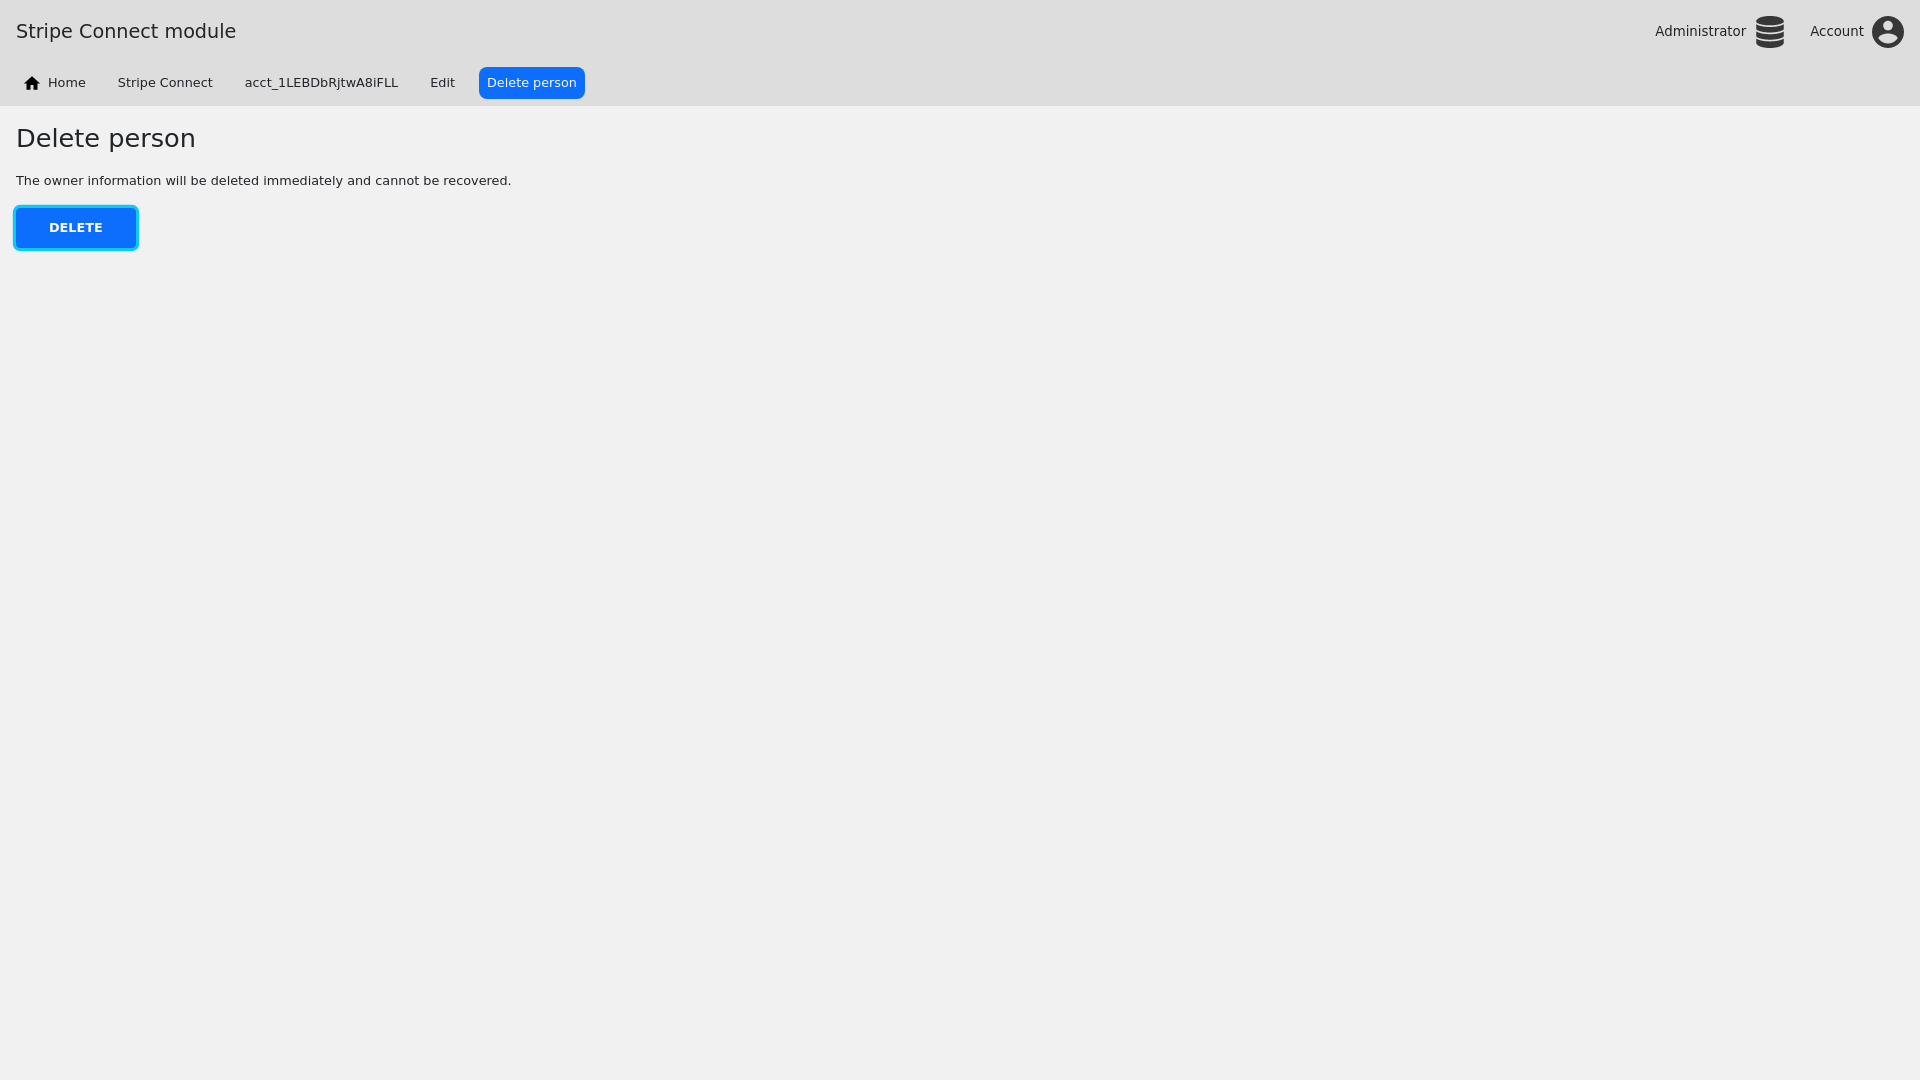 Stripe Connect module
Administrator
Account
Home
Stripe Connect
acct_1LEBDbRjtwA8iFLL
Edit
Delete person
Delete person
The owner information will be deleted immediately and cannot be recovered.
DELETE